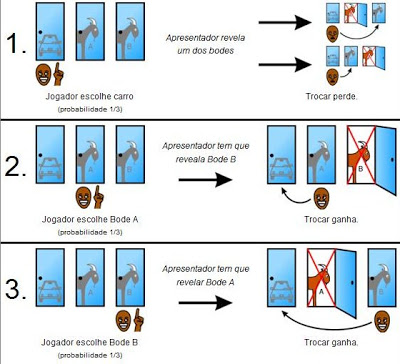 1.
A
B
Apresentador revela
um dos bodes
Jogador escolhe carro
(probabilidade 1/3)
Trocar perde.
2.
A
B
Apresentador tem que
reveala Bode B
B
Jogador escolhe Bode A
(probabilidade 1/3)
Trocar ganha.
3.
A
B
Apresentador tem que
revelar Bode A
A
B
Jogador escolhe Bode B
(probabilidade 1/3)
Trocar ganha.